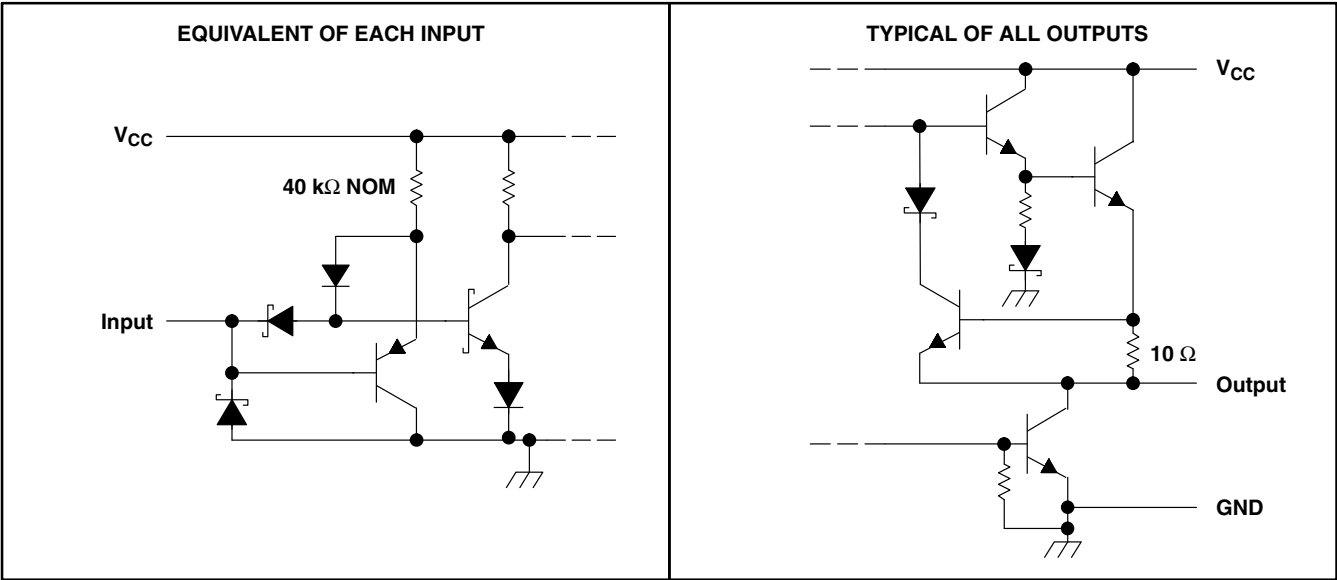 EQUIVALENT OF EACH INPUT
VCC
40 kΩ NOM
Input
TYPICAL OF ALL OUTPUTS
VCC
10 Ω
Output
GND